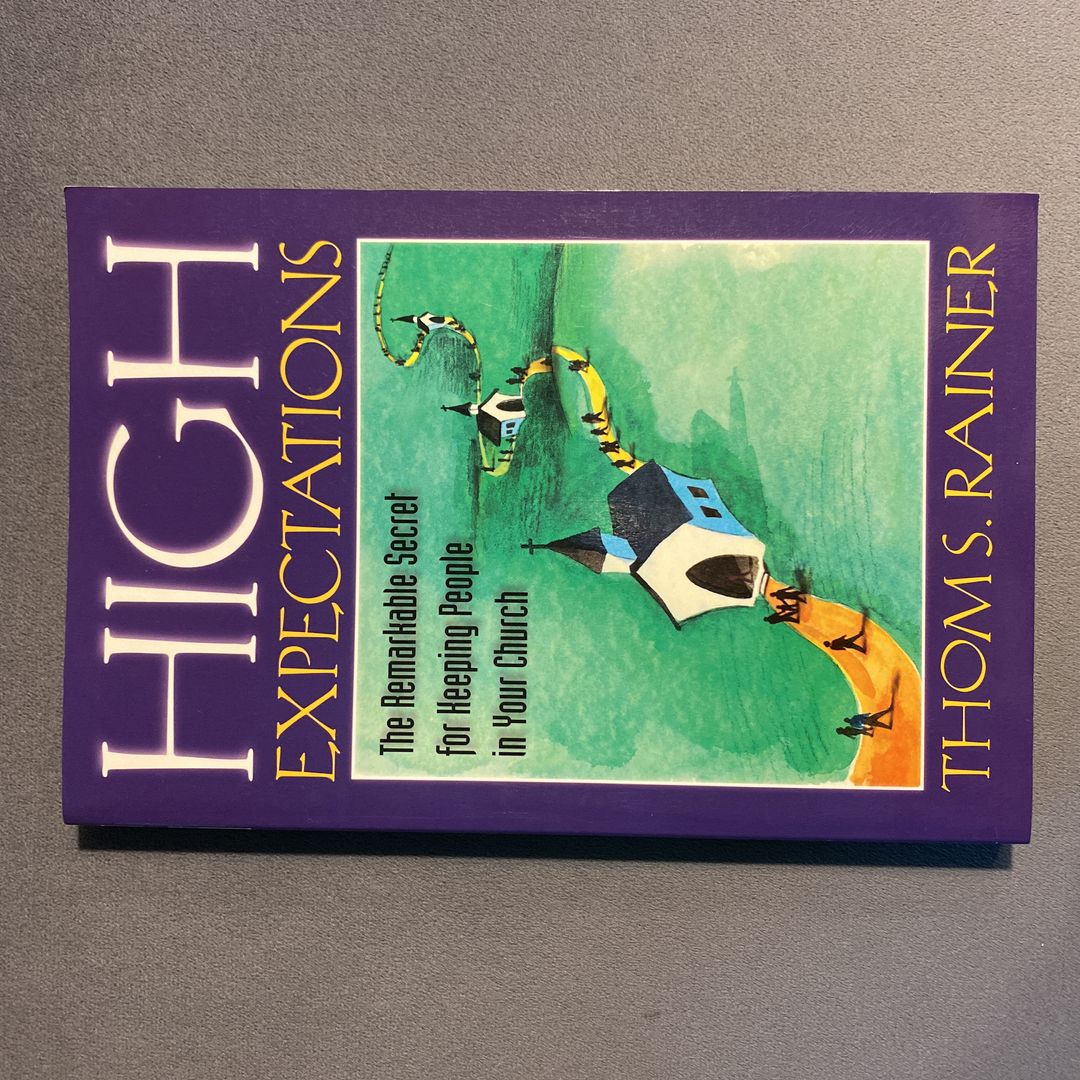 HIGH
EXPECTATIONS
The Remarkable Secret
for Keeping People
in Your Church
THOM S. RAINER